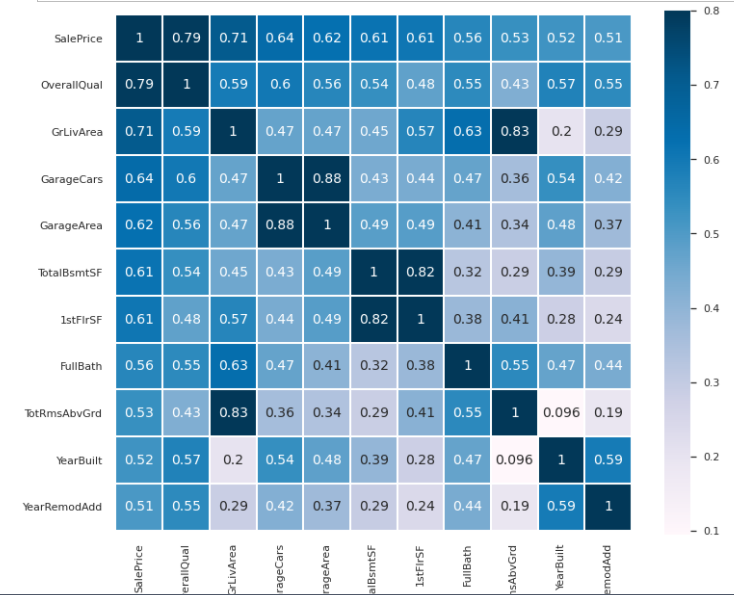 SalePrice 1 0.79 0.71 0.64 0.62 0.61 0.61 0.56 0.53 0.52 0.51
OverallQual 0.79 1 0.59 0.6 0.56 0.54 0.48 0.55 0.43 0.57 0.55
GrLivArea 0.71 0.59 1 0.47 0.47 0.45 0.57 0.63 0.83 0.2 0.29
GarageCars 0.64 0.6 0.47 1 0.88 0.43 0.44 0.47 0.36 0.54 0.42
GarageArea 0.62 0.56 0.47 0.88 1 0.49 0.49 0.41 0.34 0.48 0.37
TotalBsmtSF 0.61 0.54 0.45 0.43 0.49 1 0.82 0.32 0.29 0.39 0.29
1stFlrSF 0.61 0.48 0.57 0.44 0.49 0.82 1 0.38 0.41 0.28 0.24
FullBath 0.56 0.55 0.63 0.47 0.41 0.32 0.38 1 0.55 0.47 0.44
TotRmsAbvGrd 0.53 0.43 0.83 0.36 0.34 0.29 0.41 0.55 1 0.096 0.19
YearBuilt 0.52 0.57 0.2 0.54 0.48 0.39 0.28 0.47 0.096 1 0.59
YearRemodAdd 0.51 0.55 0.29 0.42 0.37 0.29 0.24 0.44 0.19 0.59 1
SalePrice
erallQual
GrLivArea
rageCars
rageArea
alBsmtSF
1stFlrSF
FullBath
nsAbvGrd
YearBuilt
emodAdd
0.8
0.7
0.6
0.5
0.4
0.3
0.2
0.1